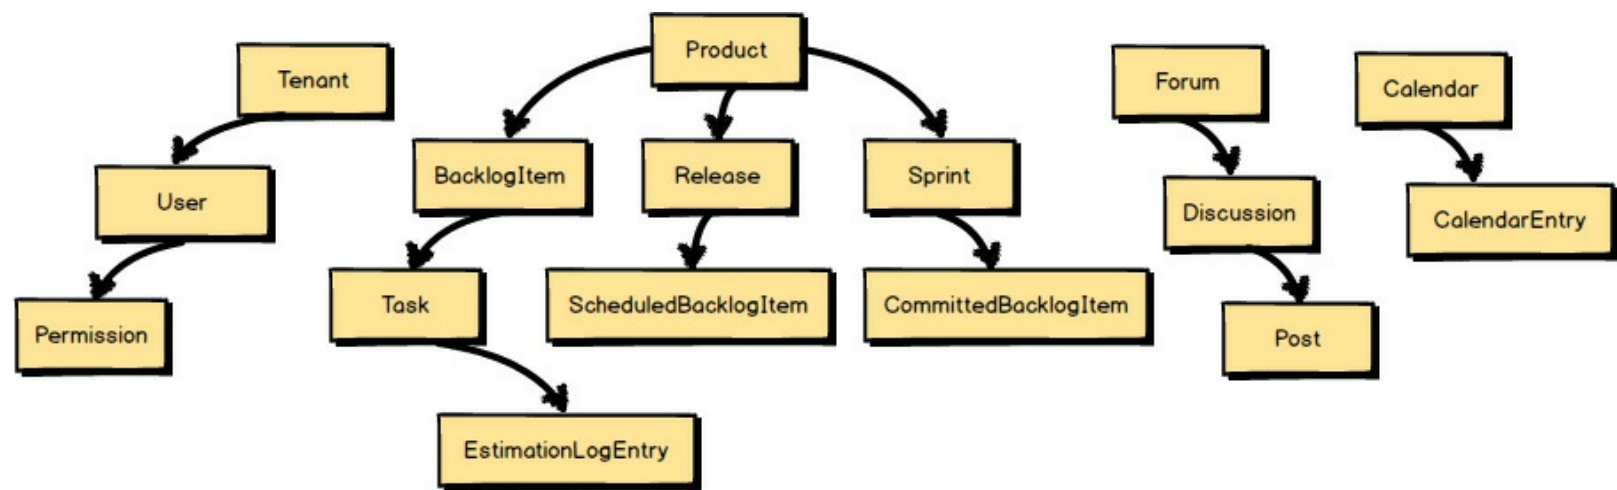 Product
Tenant
Forum
Calendar
BacklogItem
Release
Sprint
User
Discussion
CalendarEntry
Task
ScheduledBacklogItem
CommittedBacklogItem
Permission
Post
EstimationLogEntry